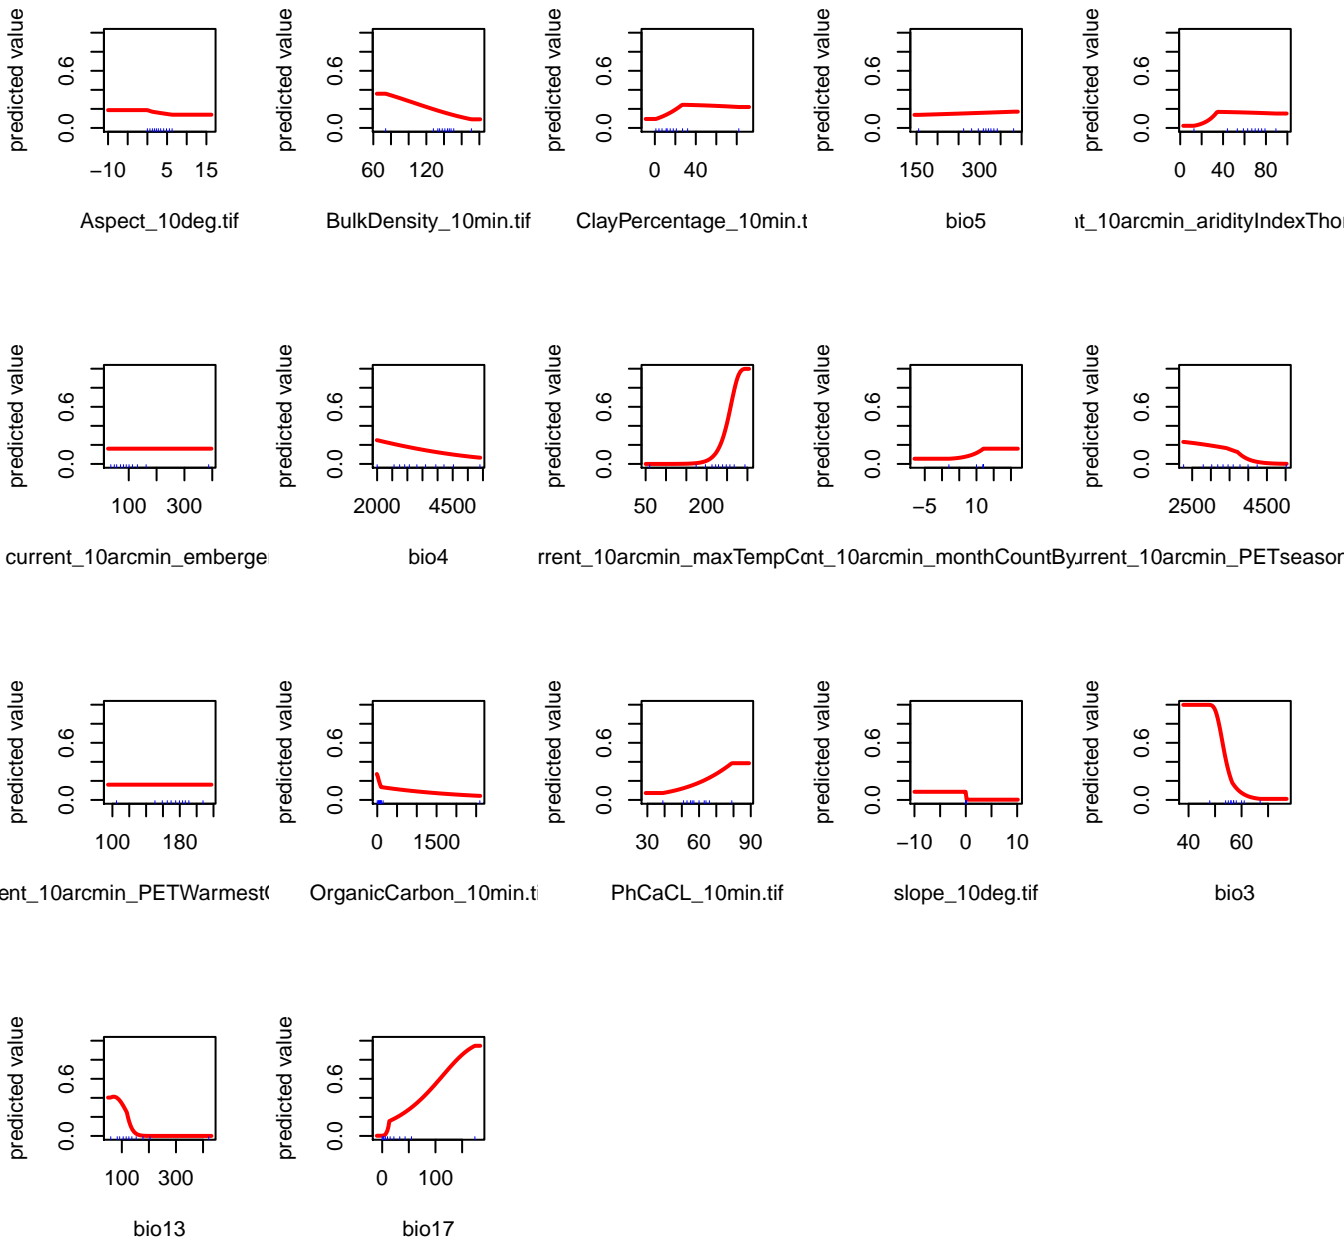 predicted value
0.0 0.6
−10 5 15
Aspect_10deg.tif
predicted value
0.0 0.6
60 120
BulkDensity_10min.tif
predicted value
0.0 0.6
0 40
ClayPercentage_10min.t
predicted value
0.0 0.6
150 300
bio5
predicted value
0.0 0.6
0 40 80
nt_10arcmin_aridityIndexThor
predicted value
0.0 0.6
100 300
current_10arcmin_emberger
predicted value
0.0 0.6
2000 4500
bio4
predicted value
0.0 0.6
50 200
rrent_10arcmin_maxTempCo
predicted value
0.0 0.6
−5 10
nt_10arcmin_monthCountBy
predicted value
0.0 0.6
2500 4500
urrent_10arcmin_PETseason
predicted value
0.0 0.6
100 180
ent_10arcmin_PETWarmestQ
predicted value
0.0 0.6
0 1500
OrganicCarbon_10min.ti
predicted value
0.0 0.6
30 60 90
PhCaCL_10min.tif
predicted value
0.0 0.6
−10 0 10
slope_10deg.tif
predicted value
0.0 0.6
40 60
bio3
predicted value
0.0 0.6
100 300
bio13
predicted value
0.0 0.6
0 100
bio17